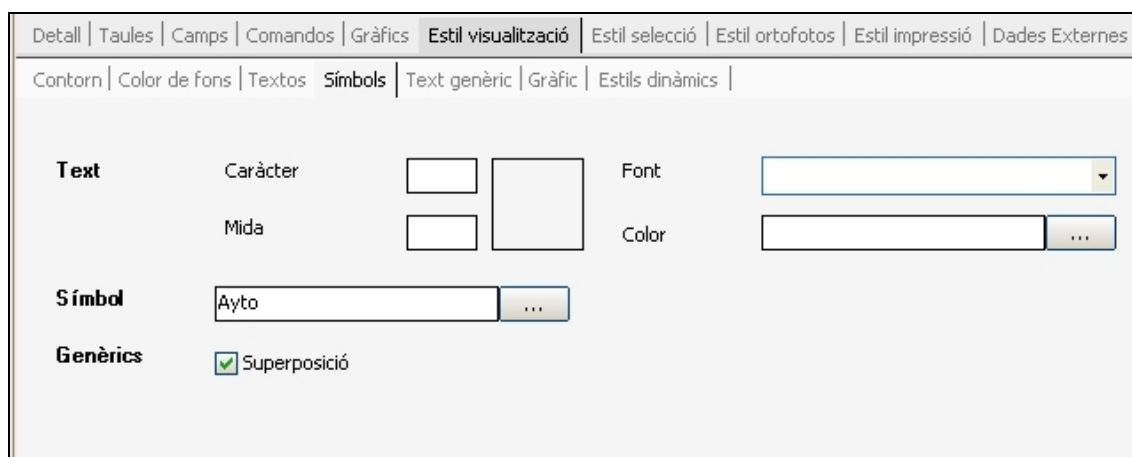 Detall | Taules | Camps | Comandos | Gràfics | Estil visualització | Estil selecció | Estil ortofotos | Estil impressió | Dades Externes
Contorn | Color de fons | Textos | Símbols | Text genèric | Gràfic | Estils dinàmics |
Text Caràcter Font
Mida Color ...
Símbol Ayto ...
Genèrics Superposició